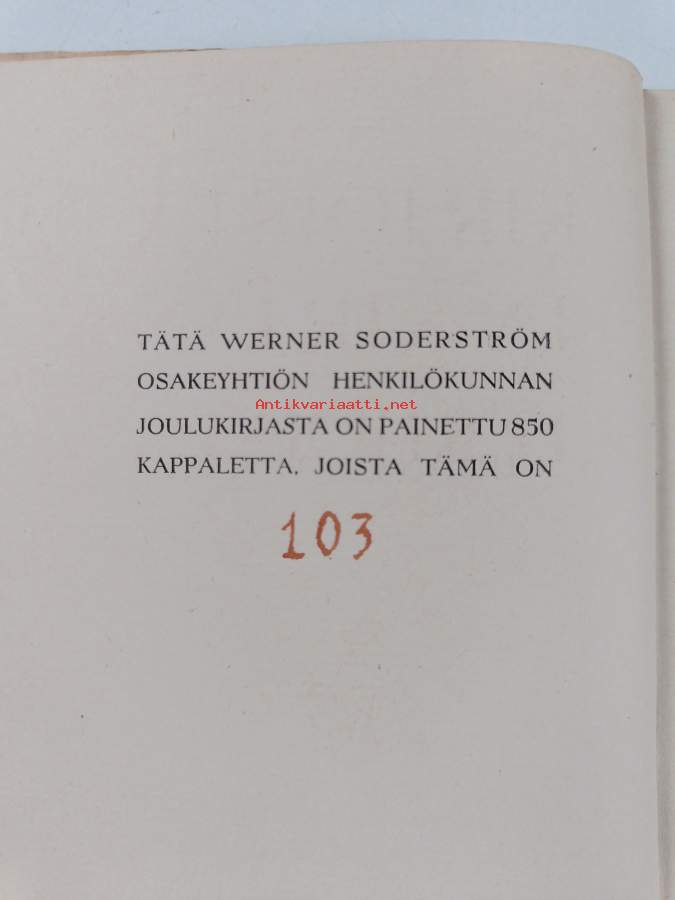 TÄTÄ WERNER SODERSTRÖM
OSAKEYHTIÖN HENKILÖKUNNAN
Antikvariaatti.net
JOULUKIRJASTA ON PAINETTU 850
KAPPALETTA, JOISTA TÄMÄ ON
103